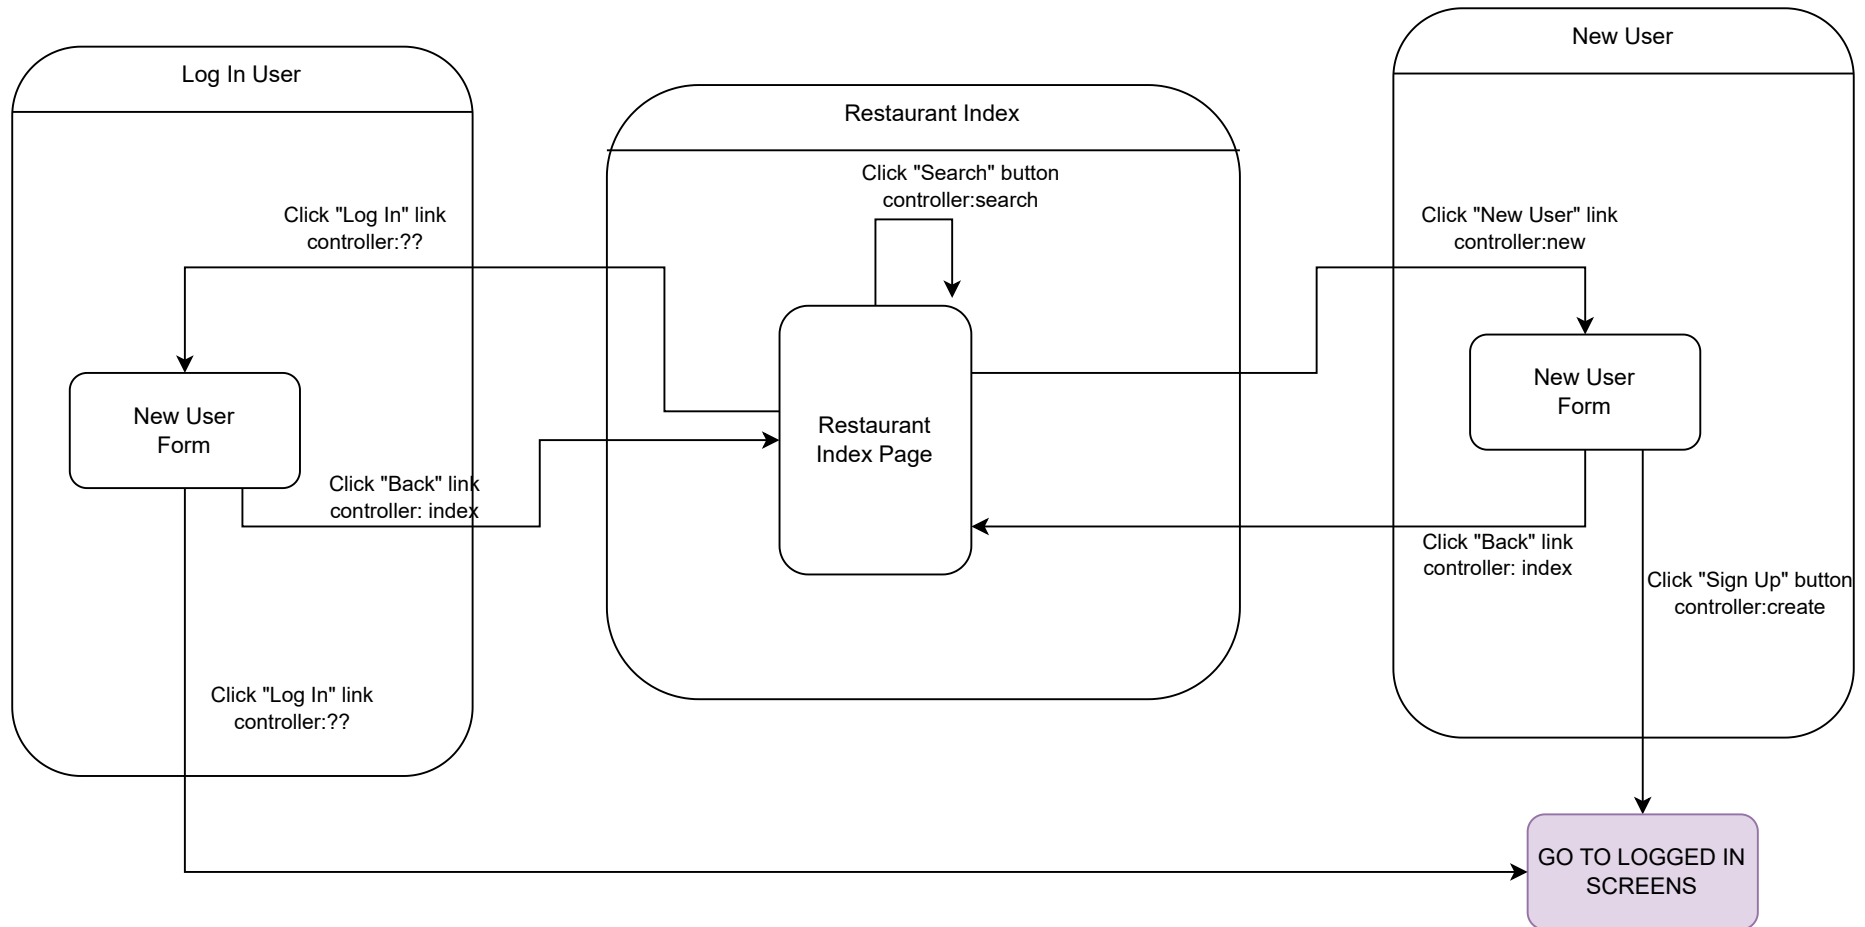 Log In User
Restaurant Index
New User
Click "Search" button
controller:search
Click "Log In" link
controller:??
Click "New User" link
controller:new
New User
Form
Restaurant
Index Page
New User
Form
Click "Back" link
controller: index
Click "Back" link
controller: index
Click "Sign Up" button
controller:create
Click "Log In" link
controller:??
GO TO LOGGED IN
SCREENS